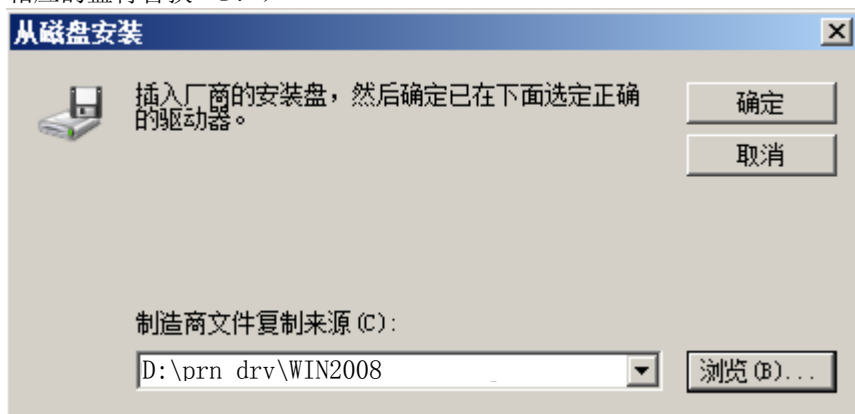 从磁盘安装
插入厂商的安装盘，然后确定已在下面选定正确
的驱动器。
确定
取消
制造商文件复制来源(C):
D:\prn drv\WIN2008
浏览(B)...